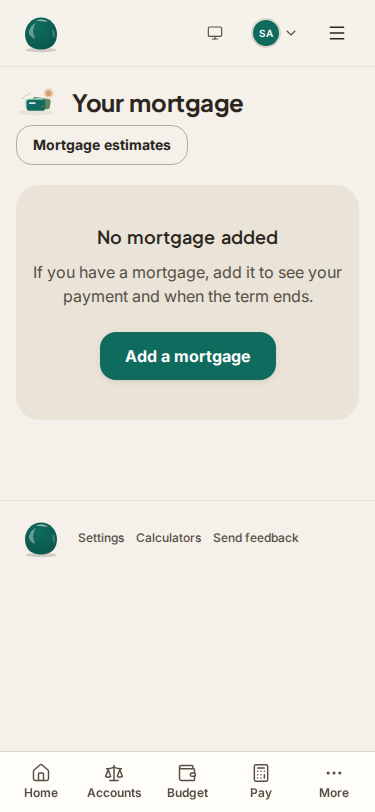 SA
Your mortgage
Mortgage estimates
No mortgage added
If you have a mortgage, add it to see your
payment and when the term ends.
Add a mortgage
Settings Calculators Send feedback
Home Accounts Budget Pay More